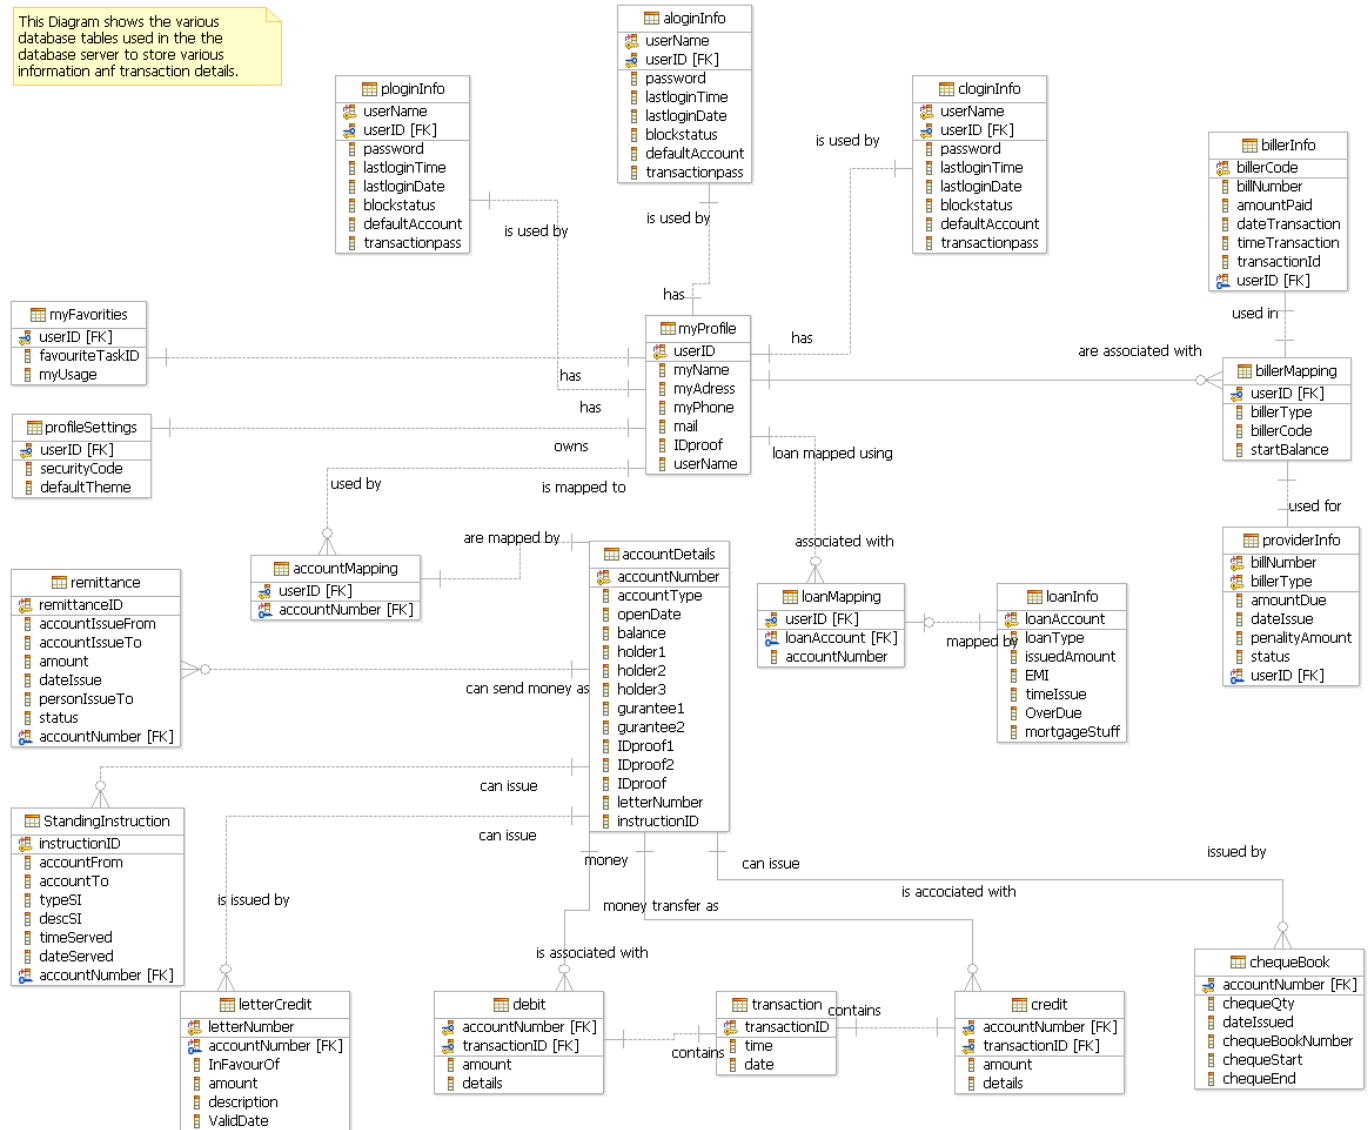 This Diagram shows the various
database tables used in the the
database server to store various
information anf transaction details.
aloginInfo
userName
userID [FK]
password
lastloginTime
lastloginDate
blockstatus
defaultAccount
transactionpass
ploginInfo
userName
userID [FK]
password
lastloginTime
lastloginDate
blockstatus
defaultAccount
transactionpass
cloginInfo
userName
userID [FK]
password
lastloginTime
lastloginDate
blockstatus
defaultAccount
transactionpass
billerInfo
billerCode
billNumber
amountPaid
dateTransaction
timeTransaction
transactionId
userID [FK]
is used by
is used by
is used by
has
has
has
has
myFavorities
userID [FK]
favouriteTaskID
myUsage
myProfile
userID
myName
myAdress
myPhone
mail
IDproof
userName
used in
are associated with
billerMapping
userID [FK]
billerType
billerCode
startBalance
profileSettings
userID [FK]
securityCode
defaultTheme
owns
is mapped to
used by
loan mapped using
associated with
used for
are mapped by
accountMapping
userID [FK]
accountNumber [FK]
accountDetails
accountNumber
accountType
openDate
balance
holder1
holder2
holder3
gurantee1
gurantee2
IDproof1
IDproof2
IDproof
letterNumber
instructionID
loanMapping
userID [FK]
loanAccount [FK]
accountNumber
mapped by
loanInfo
loanAccount
loanType
issuedAmount
EMI
timeIssue
OverDue
mortgageStuff
providerInfo
billNumber
billerType
amountDue
dateIssue
penalityAmount
status
userID [FK]
remittance
remittanceID
accountIssueFrom
accountIssueTo
amount
dateIssue
personIssueTo
status
accountNumber [FK]
can send money as
can issue
can issue
StandingInstruction
instructionID
accountFrom
accountTo
typeSI
descSI
timeServed
dateServed
accountNumber [FK]
money
can issue
issued by
is accociated with
is issued by
money transfer as
is associated with
letterCredit
letterNumber
accountNumber [FK]
InFavourOf
amount
description
ValidDate
debit
accountNumber [FK]
transactionID [FK]
amount
details
contains
transaction
transactionID
time
date
contains
credit
accountNumber [FK]
transactionID [FK]
amount
details
chequeBook
accountNumber [FK]
chequeQty
dateIssued
chequeBookNumber
chequeStart
chequeEnd